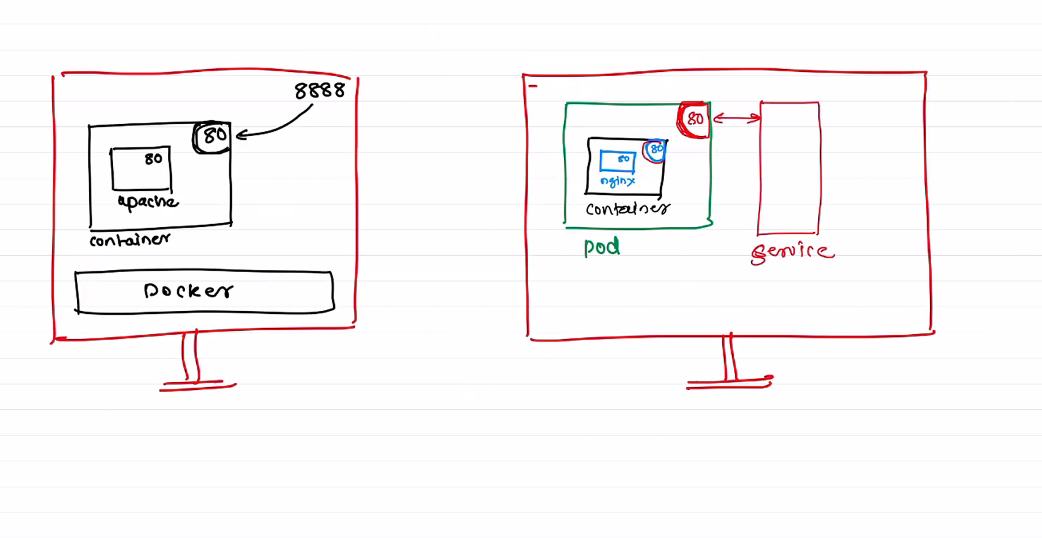 8888
80
80
apache
container
Docker
80
80
80
nginx
container
pod
service